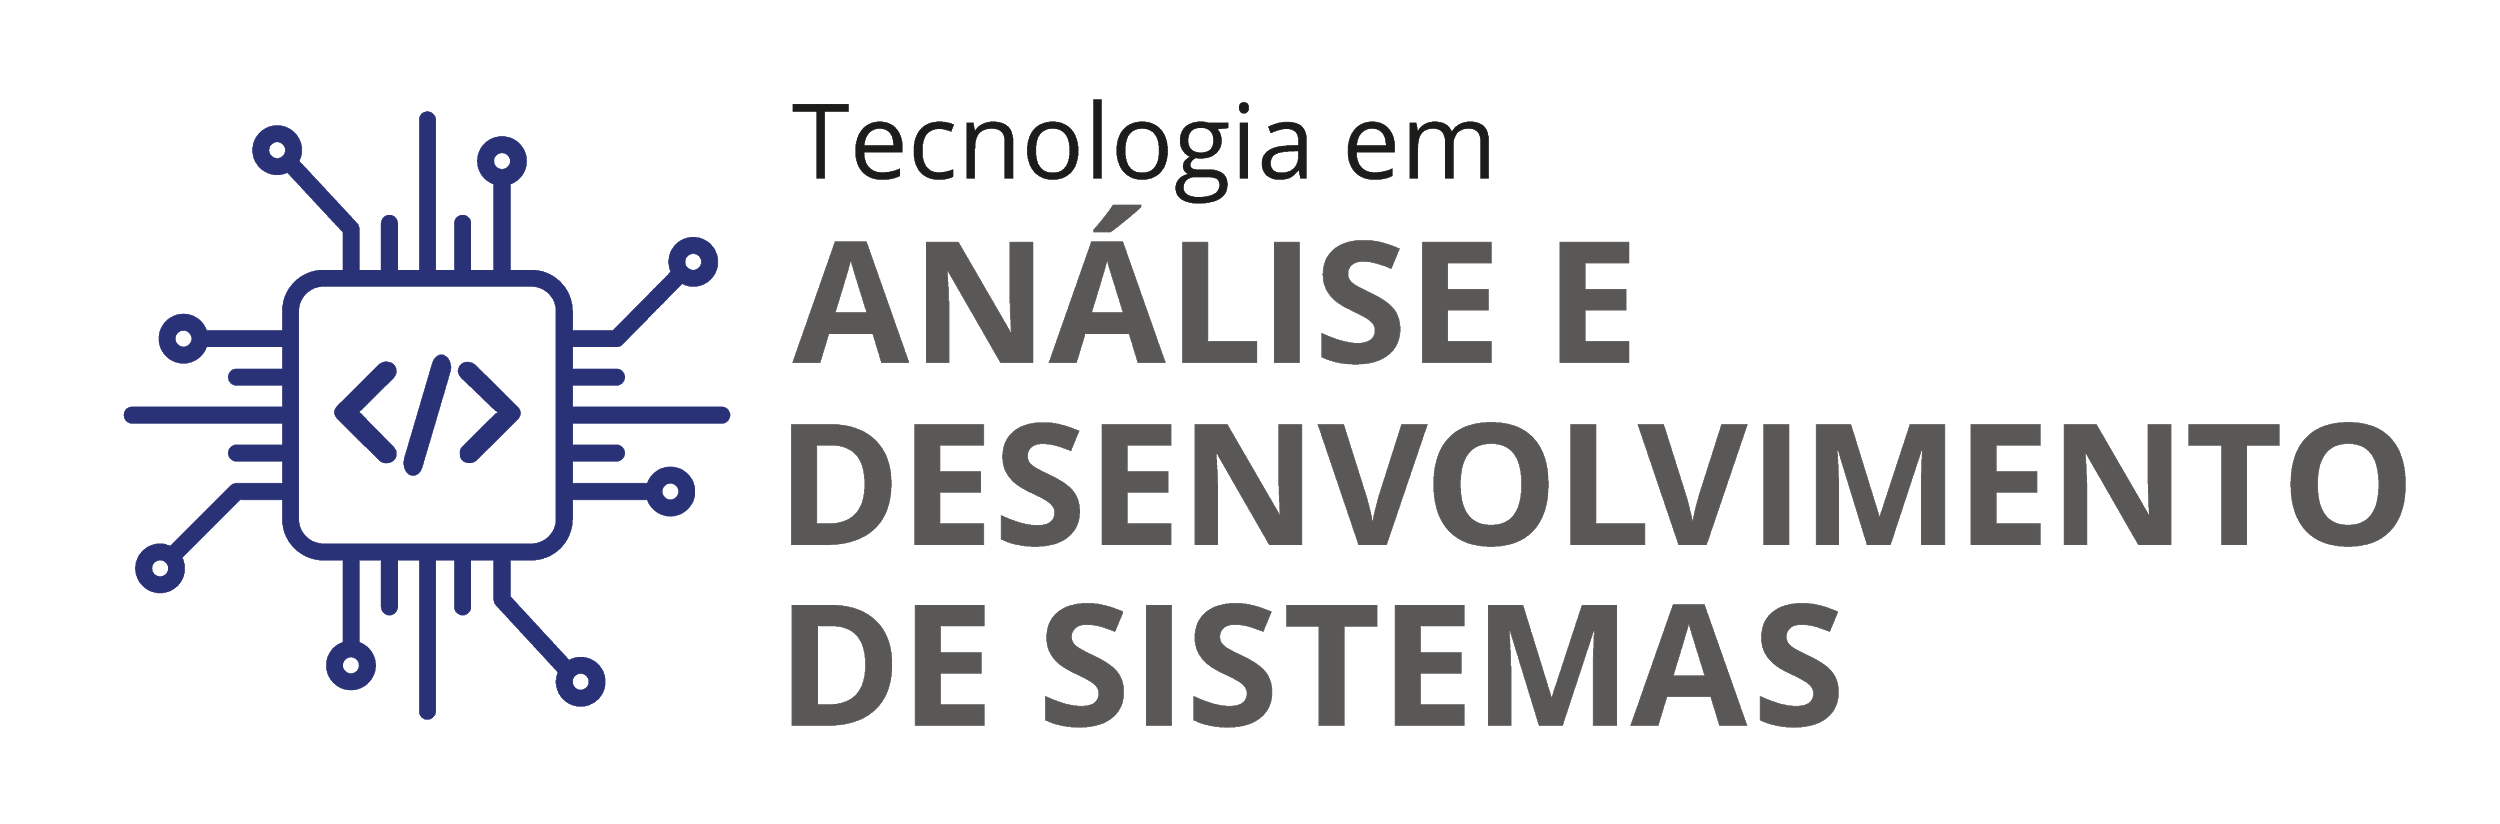 Tecnologia em
ANÁLISE E
DESENVOLVIMENTO
DE SISTEMAS